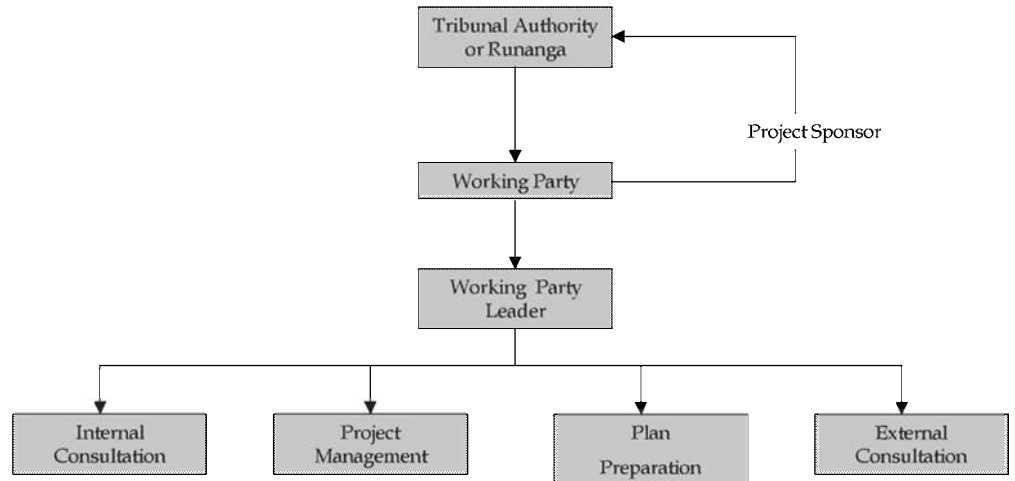 Tribunal Authority
or Runanga
Project Sponsor
Working Party
Working Party
Leader
Internal
Consultation
Project
Management
Plan
Preparation
External
Consultation